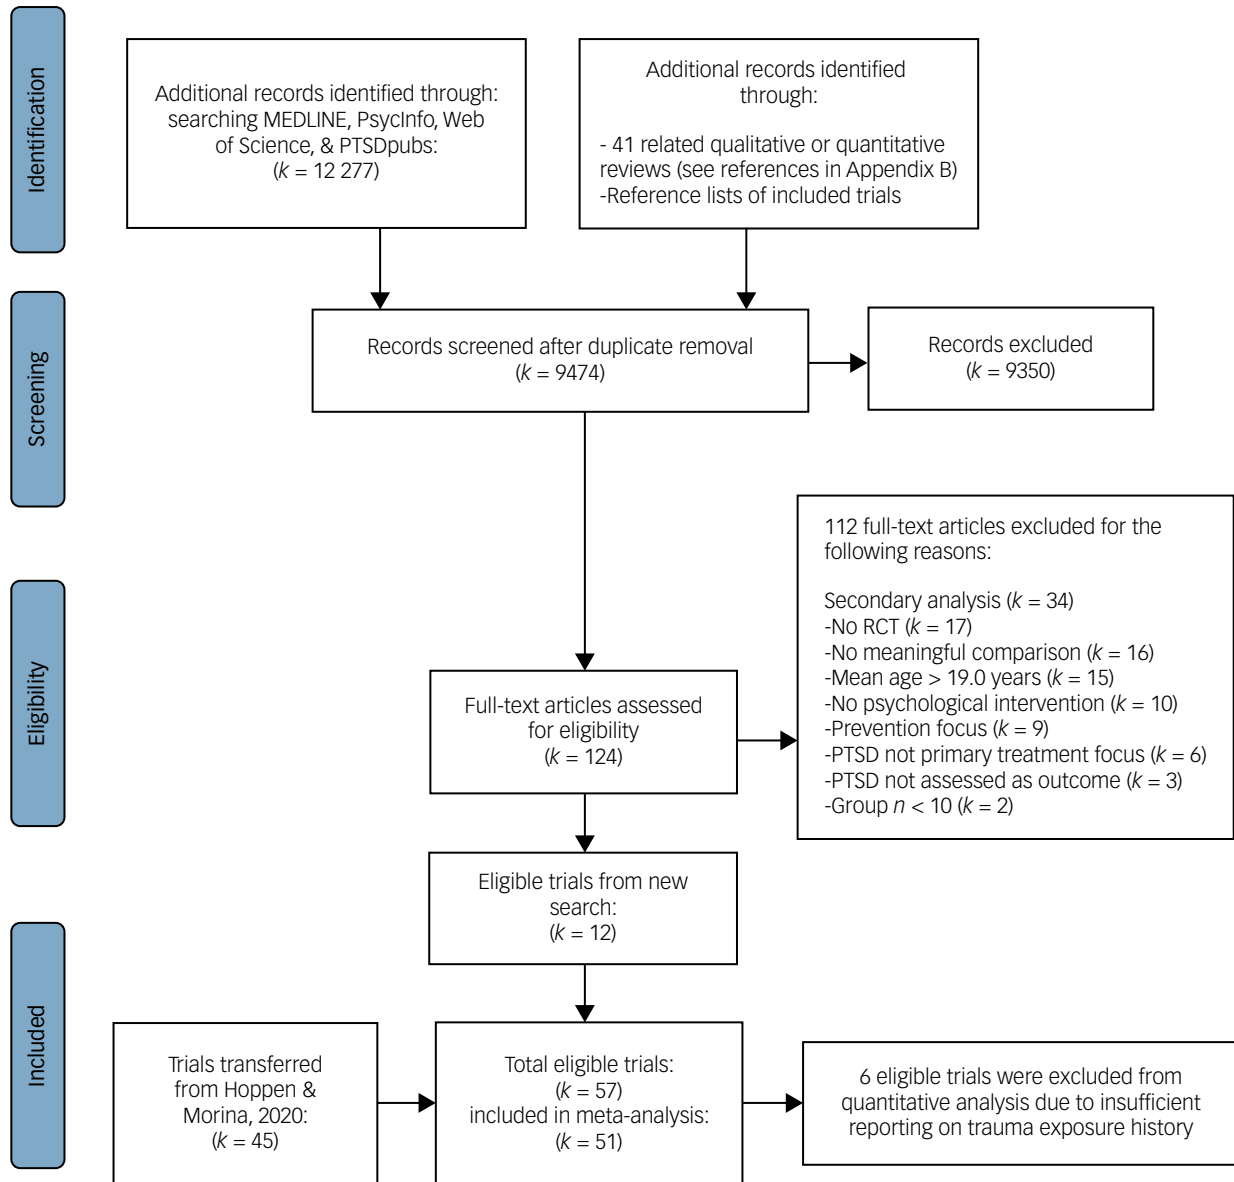 Identification
Additional records identified through:
searching MEDLINE, PsycInfo, Web
of Science, & PTSDpubs:
(k = 12 277)
Additional records identified
through:
- 41 related qualitative or quantitative
reviews (see references in Appendix B)
-Reference lists of included trials
Screening
Records screened after duplicate removal
(k = 9474)
Records excluded
(k = 9350)
Eligibility
Full-text articles assessed
for eligibility
(k = 124)
112 full-text articles excluded for the
following reasons:
Secondary analysis (k = 34)
-No RCT (k = 17)
-No meaningful comparison (k = 16)
-Mean age > 19.0 years (k = 15)
-No psychological intervention (k = 10)
-Prevention focus (k = 9)
-PTSD not primary treatment focus (k = 6)
-PTSD not assessed as outcome (k = 3)
-Group n < 10 (k = 2)
Eligible trials from new
search:
(k = 12)
Included
Trials transferred
from Hoppen &
Morina, 2020:
(k = 45)
Total eligible trials:
(k = 57)
included in meta-analysis:
(k = 51)
6 eligible trials were excluded from
quantitative analysis due to insufficient
reporting on trauma exposure history